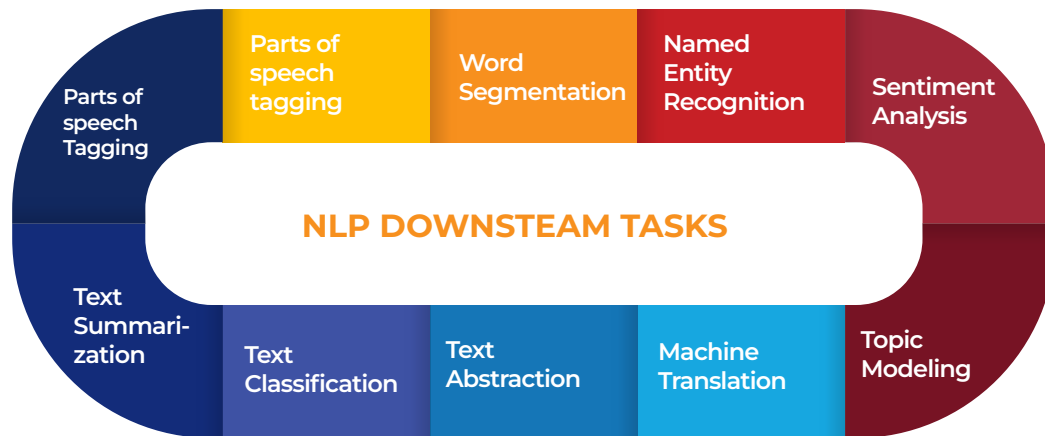 Parts of
speech
Tagging
Parts of
speech
tagging
Word
Segmentation
Named
Entity
Recognition
Sentiment
Analysis
NLP DOWNSTEAM TASKS
Text
Summari-
zation
Text
Classification
Text
Abstraction
Machine
Translation
Topic
Modeling